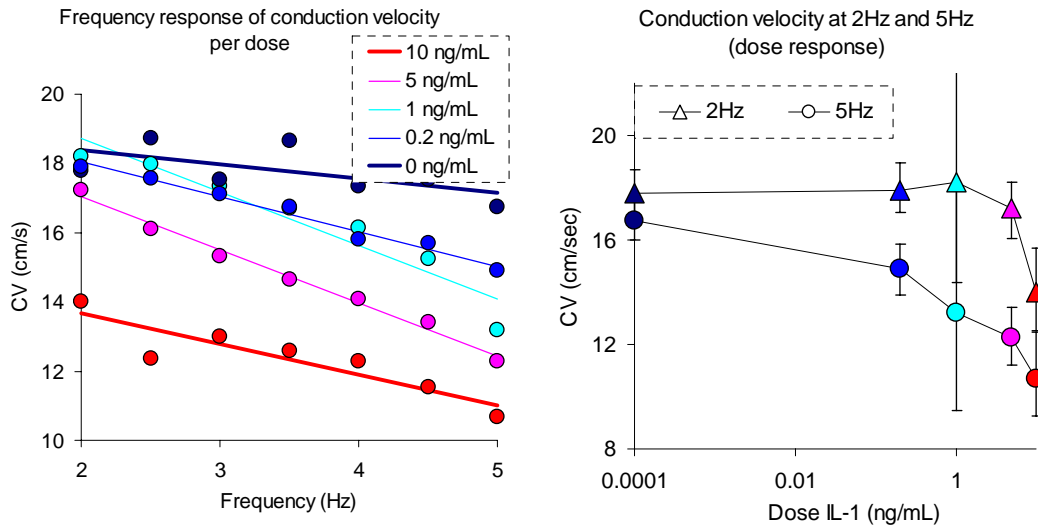 Frequency response of conduction velocity
per dose
10 ng/mL
5 ng/mL
1 ng/mL
0.2 ng/mL
0 ng/mL
20
18
16
14
12
10
CV (cm/s)
2
3
4
5
Frequency (Hz)
Conduction velocity at 2Hz and 5Hz
(dose response)
2Hz
5Hz
20
16
12
8
CV (cm/sec)
0.0001
0.01
1
Dose IL-1 (ng/mL)